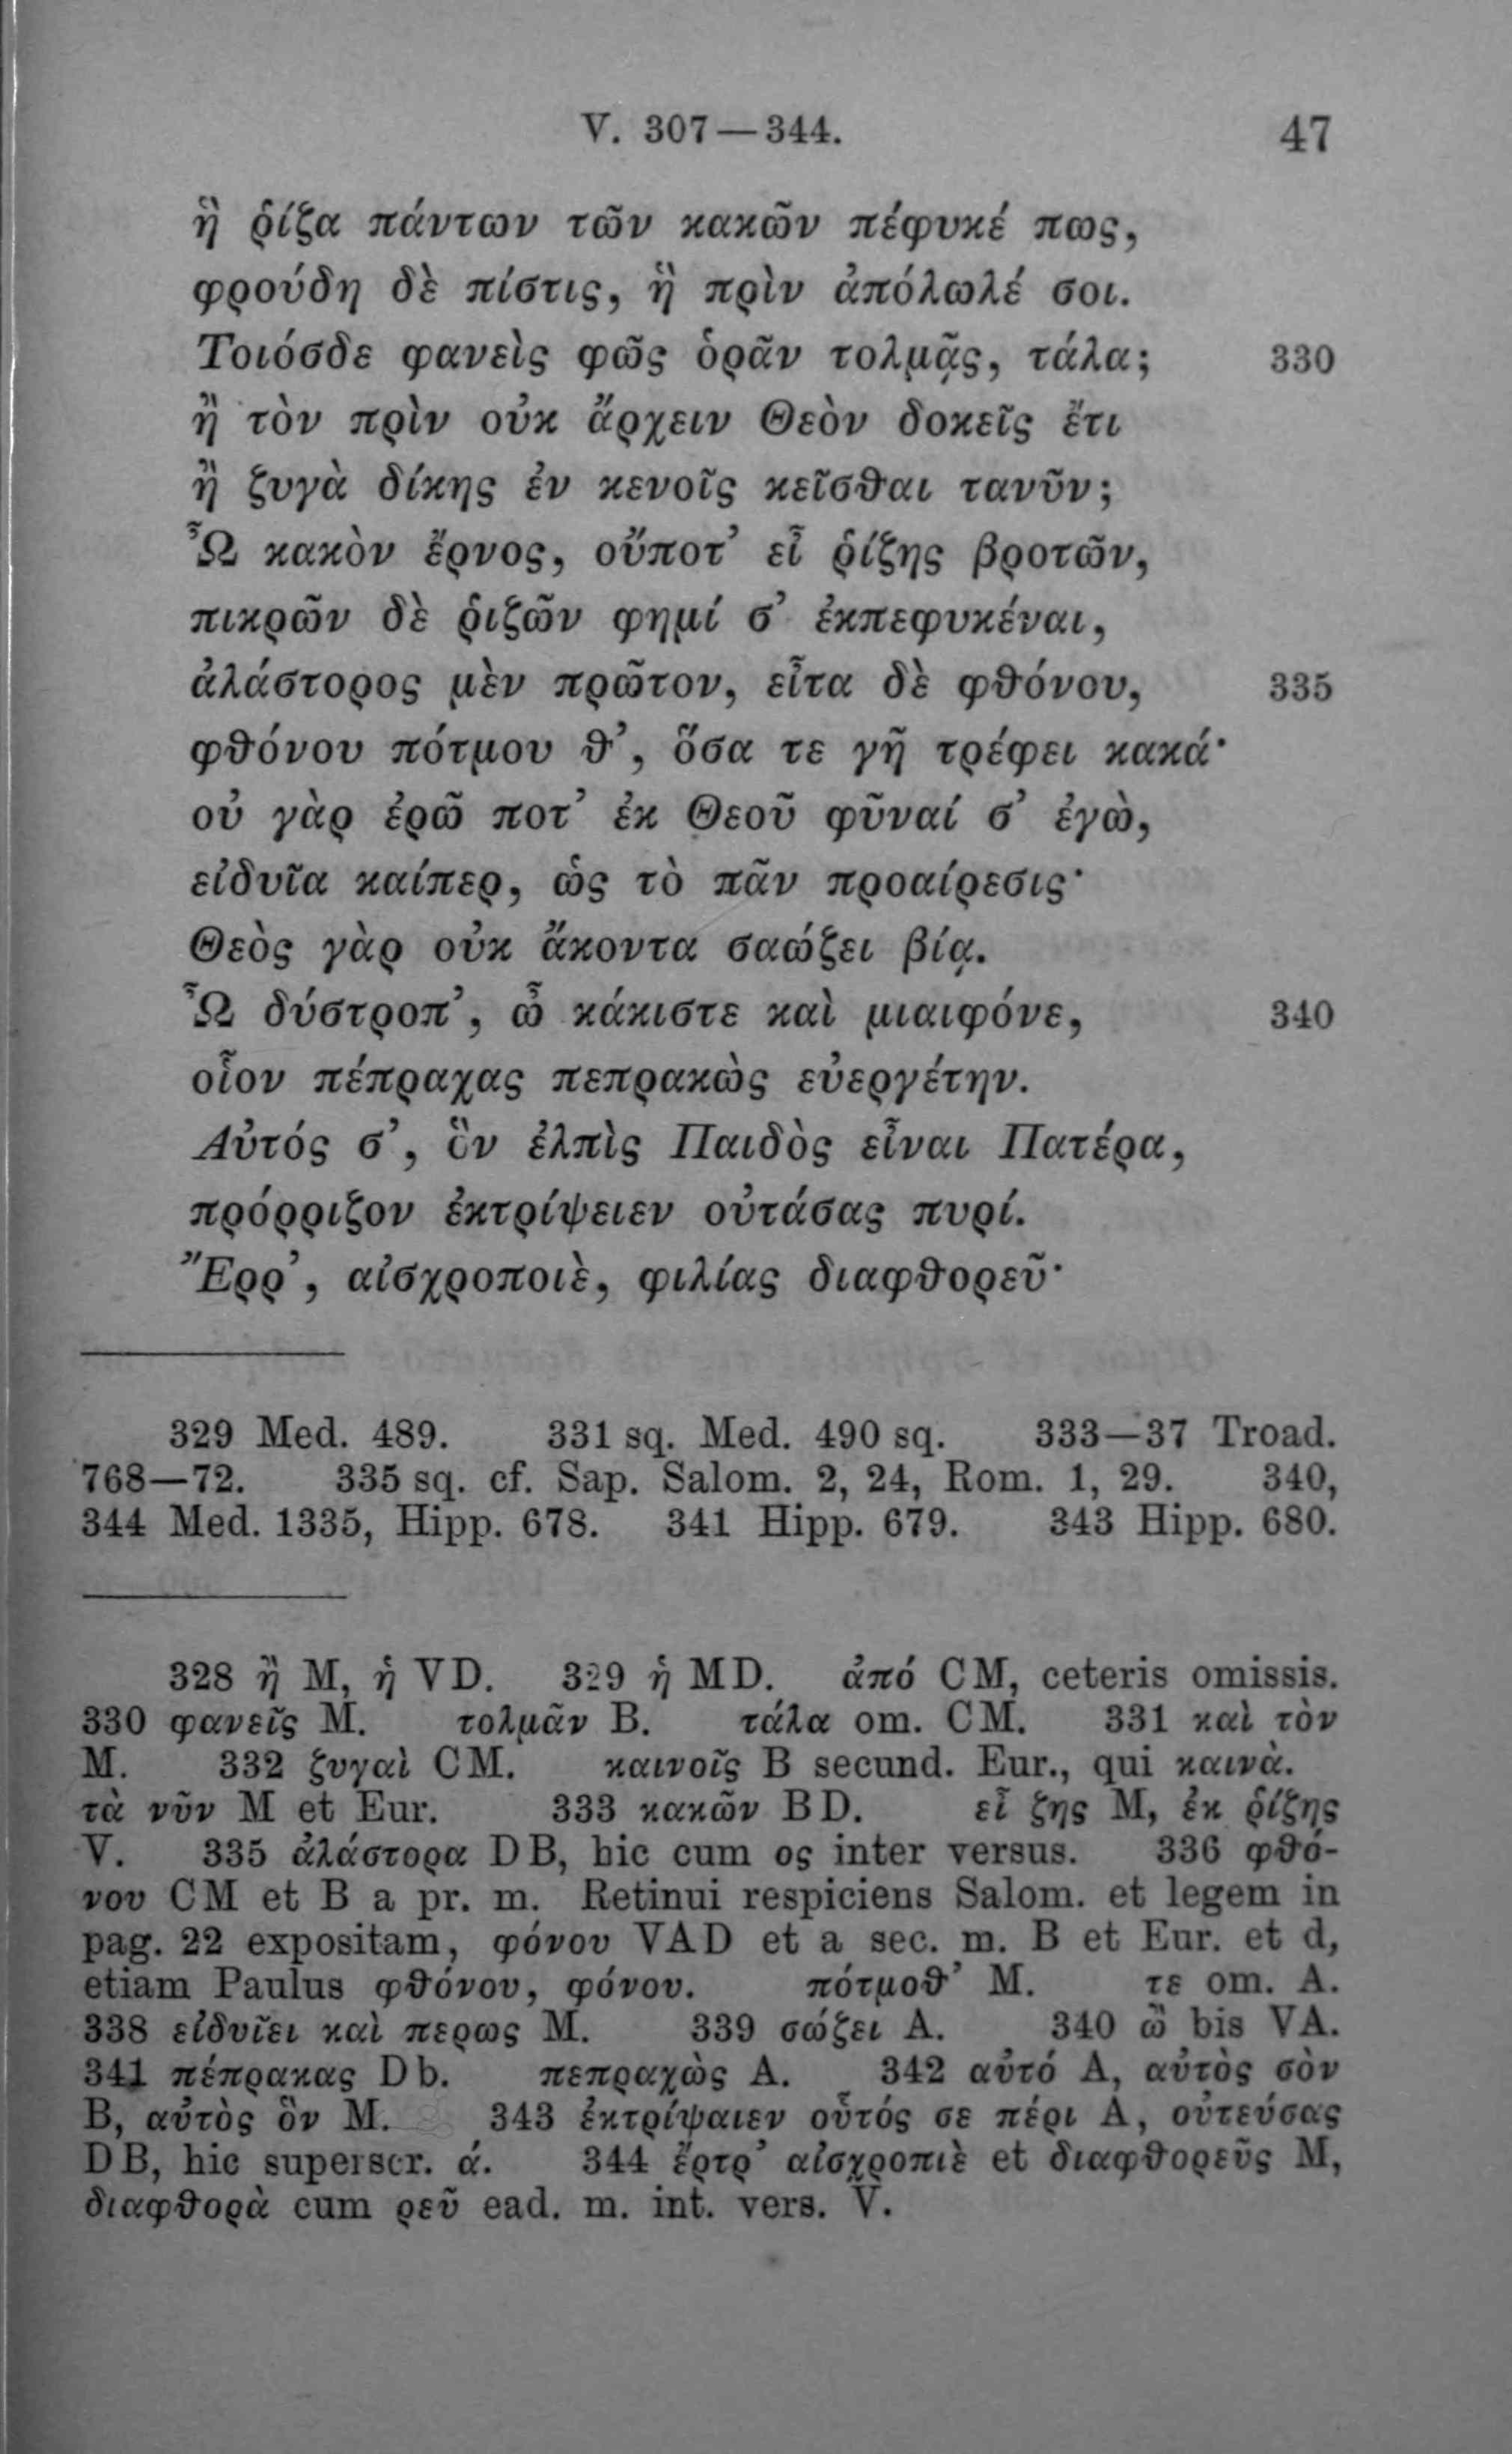 V. 307—344. 47
ἣ ῥίζα πάντων τῶν κακῶν πέφυκέ πως,
φρούδη δὲ πίστις, ἣ πρὶν ἀπόλωλέ σοι.
Τοιόσδε φανεὶς φῶς ὁρᾶν τολμᾷς, τάλα; 330
ἢ τὸν πρὶν οὐκ ἄρχειν Θεὸν δοκεῖς ἔτι
ἢ ζυγὰ δίκης ἐν κενοῖς κεῖσθαι τανῦν;
Ὦ κακὸν ἔρνος, οὔποτ’ εἶ ῥίζης βροτῶν,
πικρῶν δὲ ῥιζῶν φημί σ’ ἐκπεφυκέναι,
ἀλάστορος μὲν πρῶτον, εἶτα δὲ φθόνου, 335
φθόνου πότμου θ’, ὅσα τε γῆ τρέφει κακά·
οὐ γὰρ ἐρῶ ποτ’ ἐκ Θεοῦ φῦναί σ’ ἐγὼ,
εἰδυῖα καίπερ, ὡς τὸ πᾶν προαίρεσις·
Θεὸς γὰρ οὐκ ἄκοντα σαώζει βίᾳ.
Ὦ δύστροπ’, ὦ κάκιστε καὶ μιαιφόνε, 340
οἷον πέπραχας πεπρακὼς εὐεργέτην.
Αὐτός σ’, ὃν ἐλπὶς Παιδὸς εἶναι Πατέρα,
πρόρριζον ἐκτρίψειεν οὐτάσας πυρί.
Ἔρρ’, αἰσχροποιὲ, φιλίας διαφθορεῦ·
329 Med. 489. 331 sq. Med. 490 sq. 333—37 Troad.
768—72. 335 sq. cf. Sap. Salom. 2, 24, Rom. 1, 29. 340,
344 Med. 1335, Hipp. 678. 341 Hipp. 679. 343 Hipp. 680.
328 ἢ M, ἡ VD. 329 ἡ MD. ἀπό CM, ceteris omissis.
330 φανεῖς M. τολμᾶν B. τάλα om. CM. 331 καὶ τὸν
M. 332 ζυγαὶ CM. καινοῖς B secund. Eur., qui καινὰ.
τὰ νῦν M et Eur. 333 κακῶν BD. εἶ ζης M, ἐκ ῥίζης
V. 335 ἀλάστορα DB, hic cum ος inter versus. 336 φθό-
νου CM et B a pr. m. Retinui respiciens Salom. et legem in
pag. 22 expositam, φόνου VAD et a sec. m. B et Eur. et d,
etiam Paulus φθόνου, φόνου. πότμοθ’ M. τε om. A.
338 εἰδυῖει καὶ περως M. 339 σώζει A. 340 ὢ bis VA.
341 πέπρακας Db. πεπραχὼς A. 342 αὐτό A, αὐτὸς σὸν
B, αὐτὸς ὃν M. 343 ἐκτρίψαιεν οὗτός σε πέρι A, οὐτεύσας
DB, hic superscr. ά. 344 ἔρτρ’ αἰσχροπιὲ et διαφθορεῦς M,
διαφθορὰ cum ρεῦ ead. m. int. vers. V.